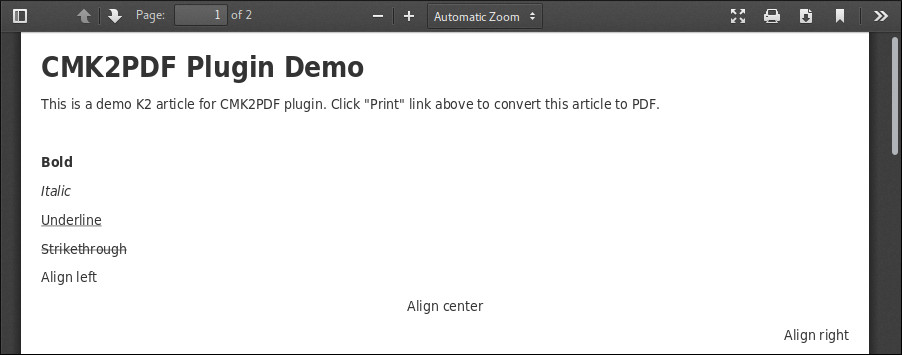 Page: 1 of 2 Automatic Zoom
CMK2PDF Plugin Demo
This is a demo K2 article for CMK2PDF plugin. Click "Print" link above to convert this article to PDF.
Bold
Italic
Underline
Strikethrough
Align left
Align center
Align right